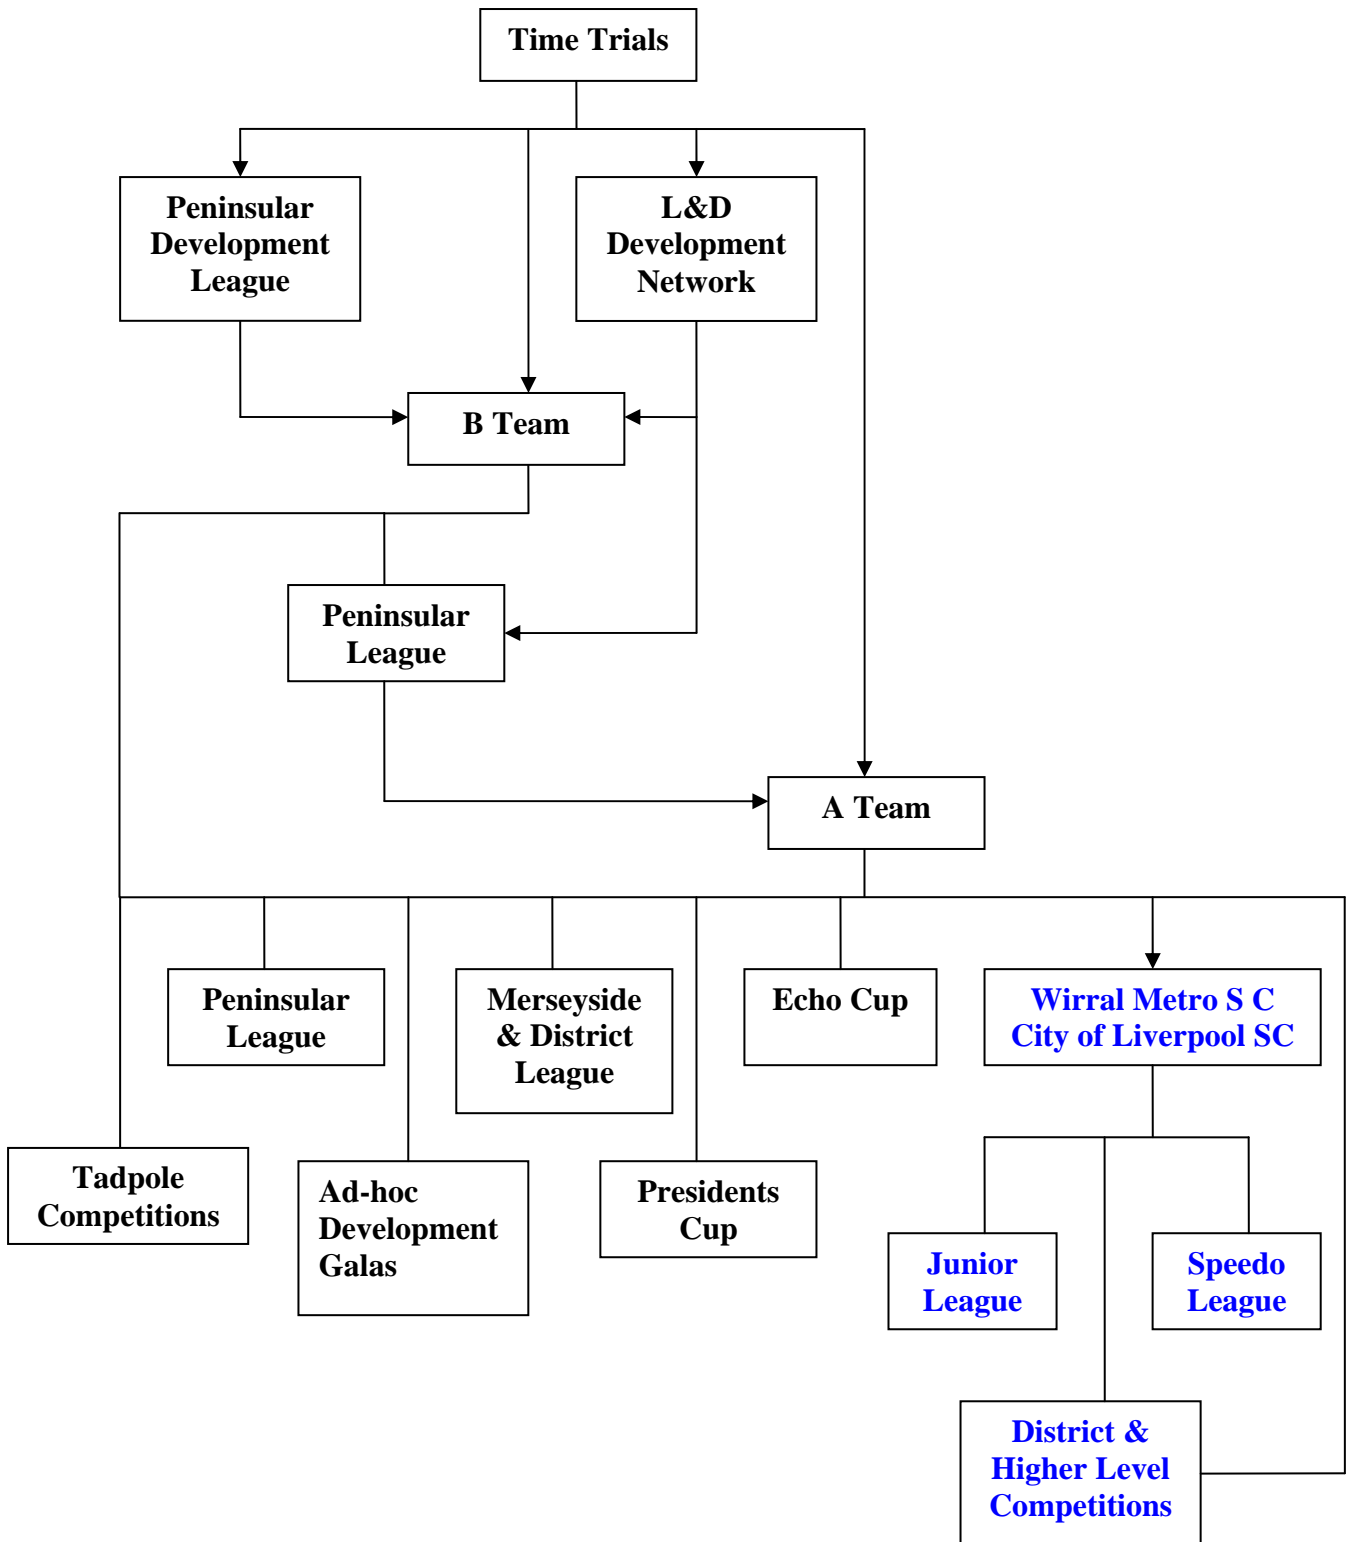 Time Trials
Peninsular
Development
League
L&D
Development
Network
B Team
Peninsular
League
A Team
Peninsular
League
Merseyside
& District
League
Echo Cup
Wirral Metro S C
City of Liverpool SC
Tadpole
Competitions
Ad-hoc
Development
Galas
Presidents
Cup
Junior
League
Speedo
League
District &
Higher Level
Competitions